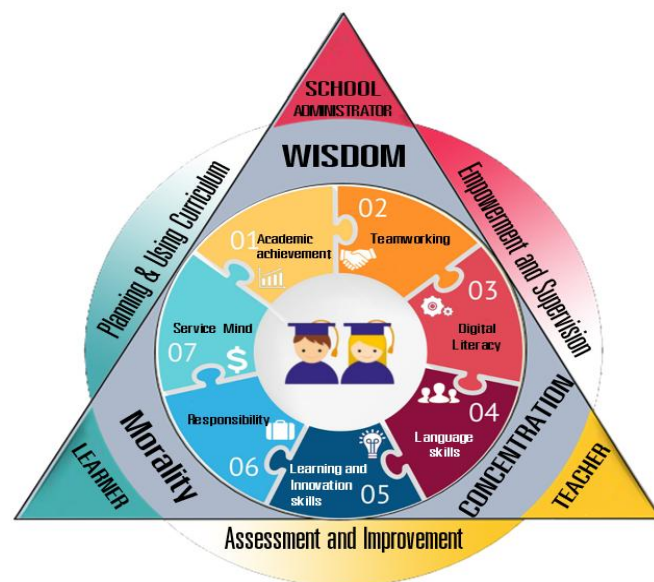 SCHOOL
ADMINISTRATOR
WISDOM
Planning & Using Curriculum
Empowerment and Supervision
01
Academic
achievement
02
Teamworking
03
Digital
Literacy
04
Language
skills
05
Learning and
Innovation
skills
06
Responsibility
07
Service Mind
$
Morality
CONCENTRATION
LEARNER
TEACHER
Assessment and Improvement